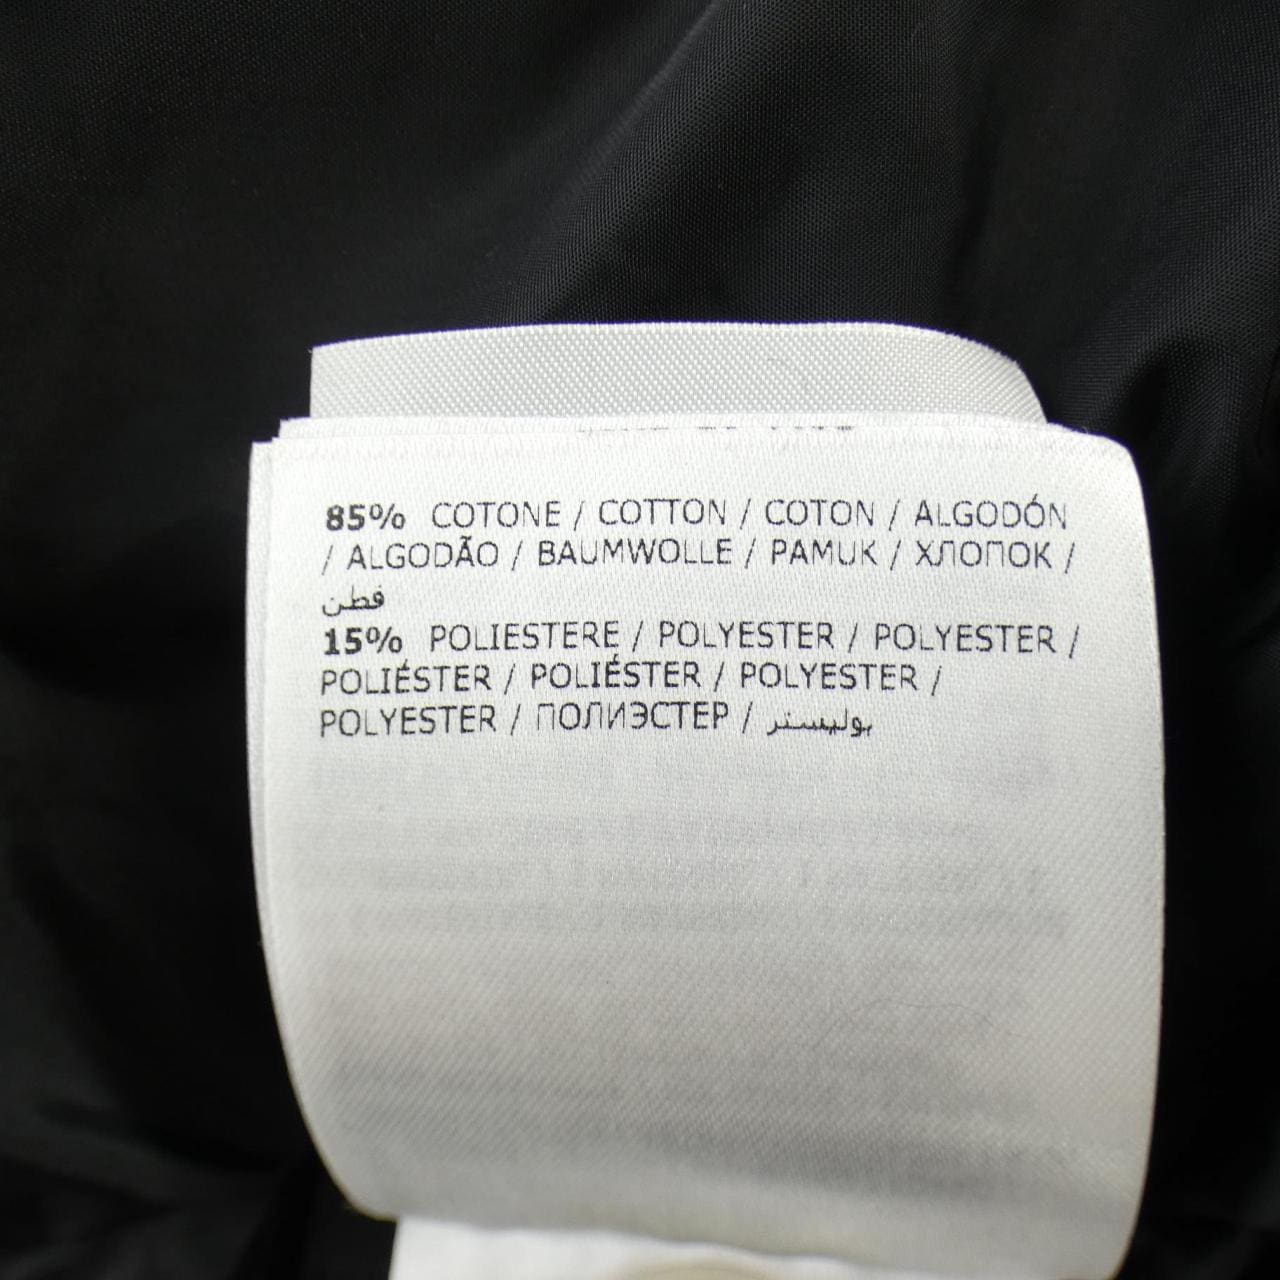 85% COTONE / COTTON / COTON / ALGODÓN
/ ALGODÃO / BAUMWOLLE / PAMUK / ХЛОПОК /
قطن
15% POLIESTERE / POLYESTER / POLYESTER /
POLIÉSTER / POLIÉSTER / POLYESTER /
POLYESTER / ПОЛИЭСТЕР / بوليستر